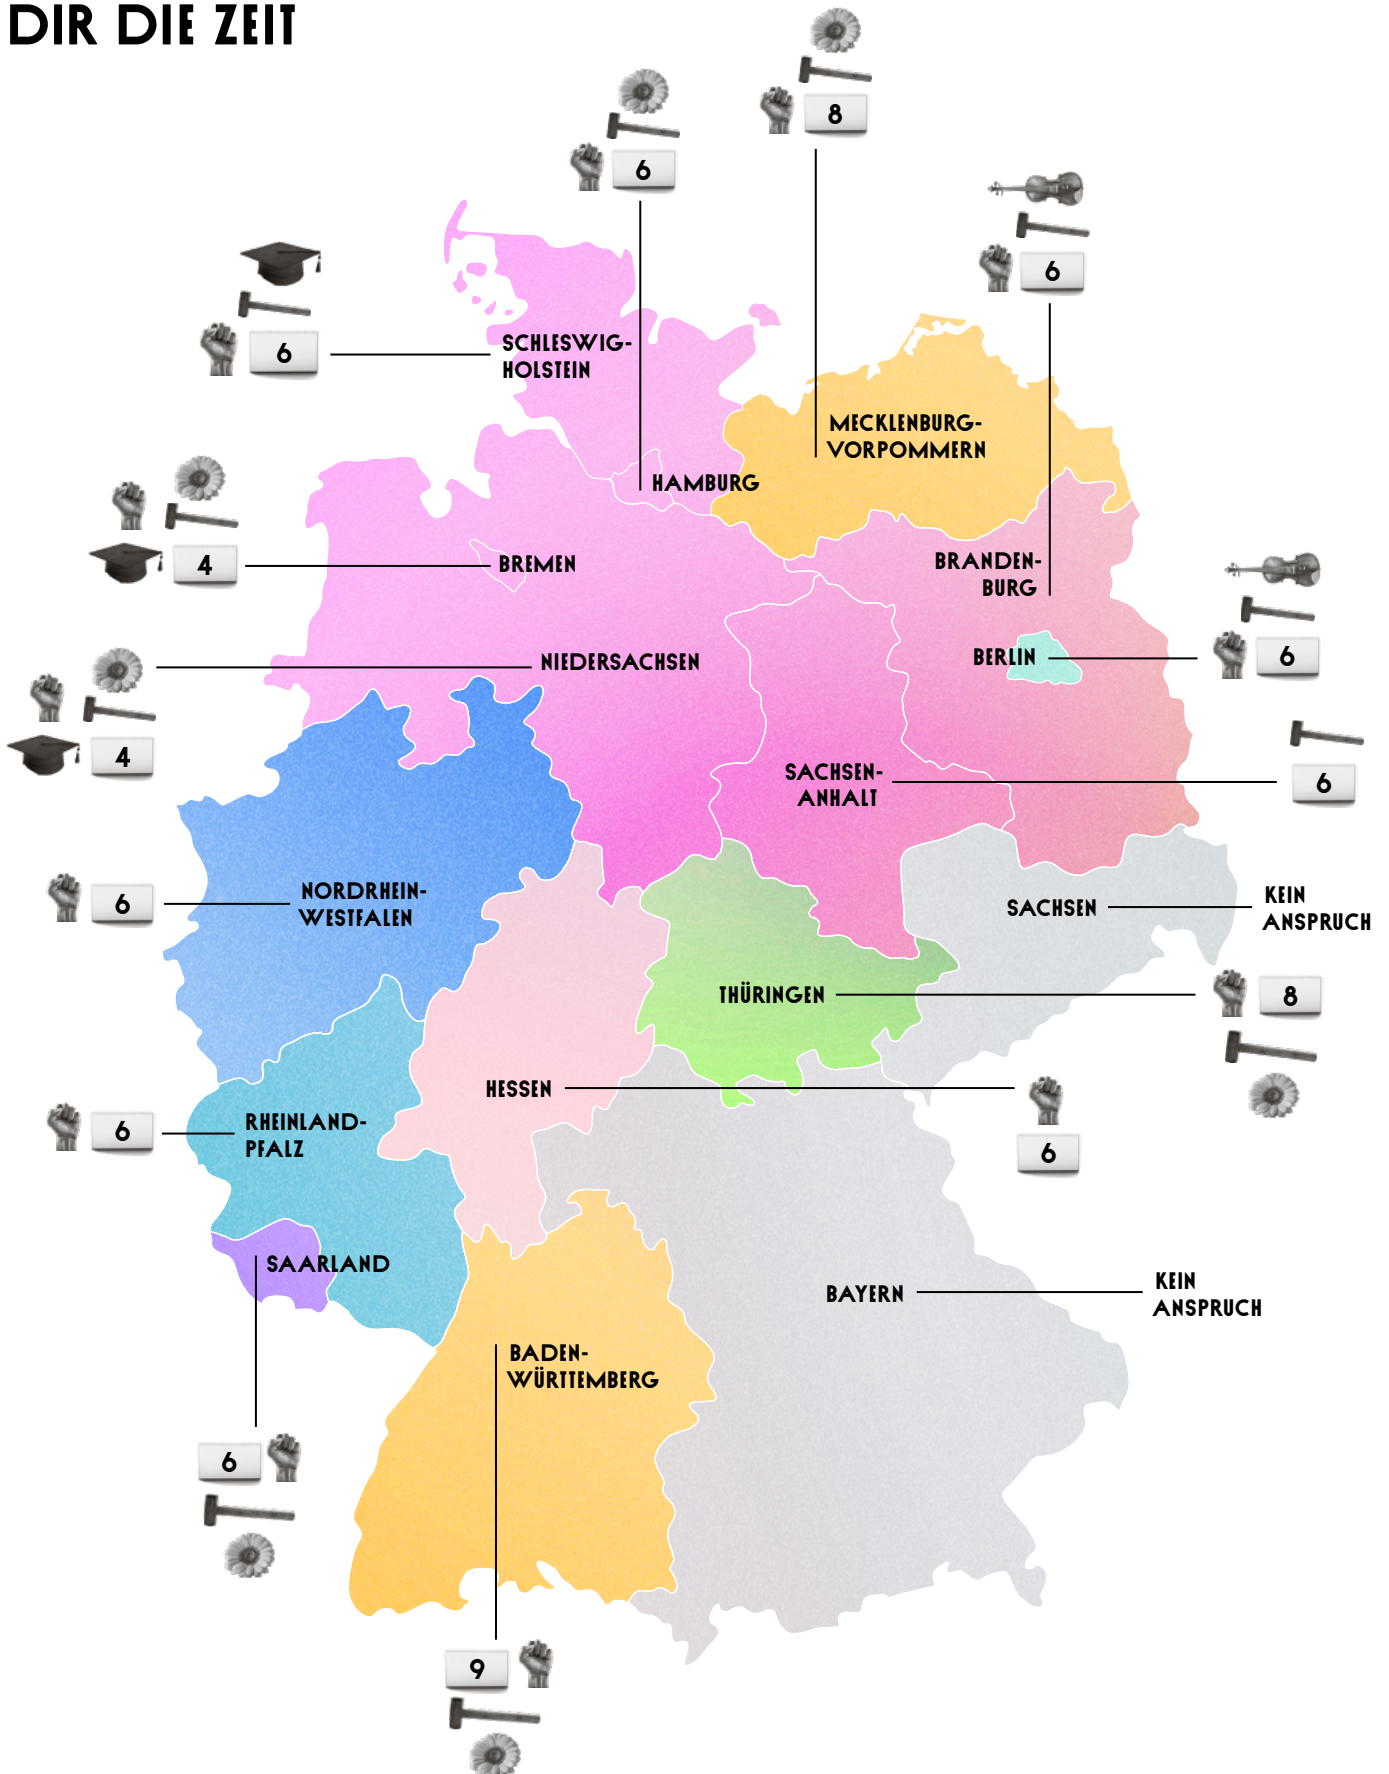 DIR DIE ZEIT
8
6
6
6
SCHLESWIG-
HOLSTEIN
MECKLENBURG-
VORPOMMERN
HAMBURG
4
BREMEN
BRANDEN-
BURG
NIEDERSACHSEN
BERLIN
6
4
SACHSEN-
ANHALT
6
6
NORDRHEIN-
WESTFALEN
SACHSEN
KEIN
ANSPRUCH
THÜRINGEN
8
HESSEN
6
6
RHEINLAND-
PFALZ
SAARLAND
BAYERN
KEIN
ANSPRUCH
BADEN-
WÜRTTEMBERG
6
9